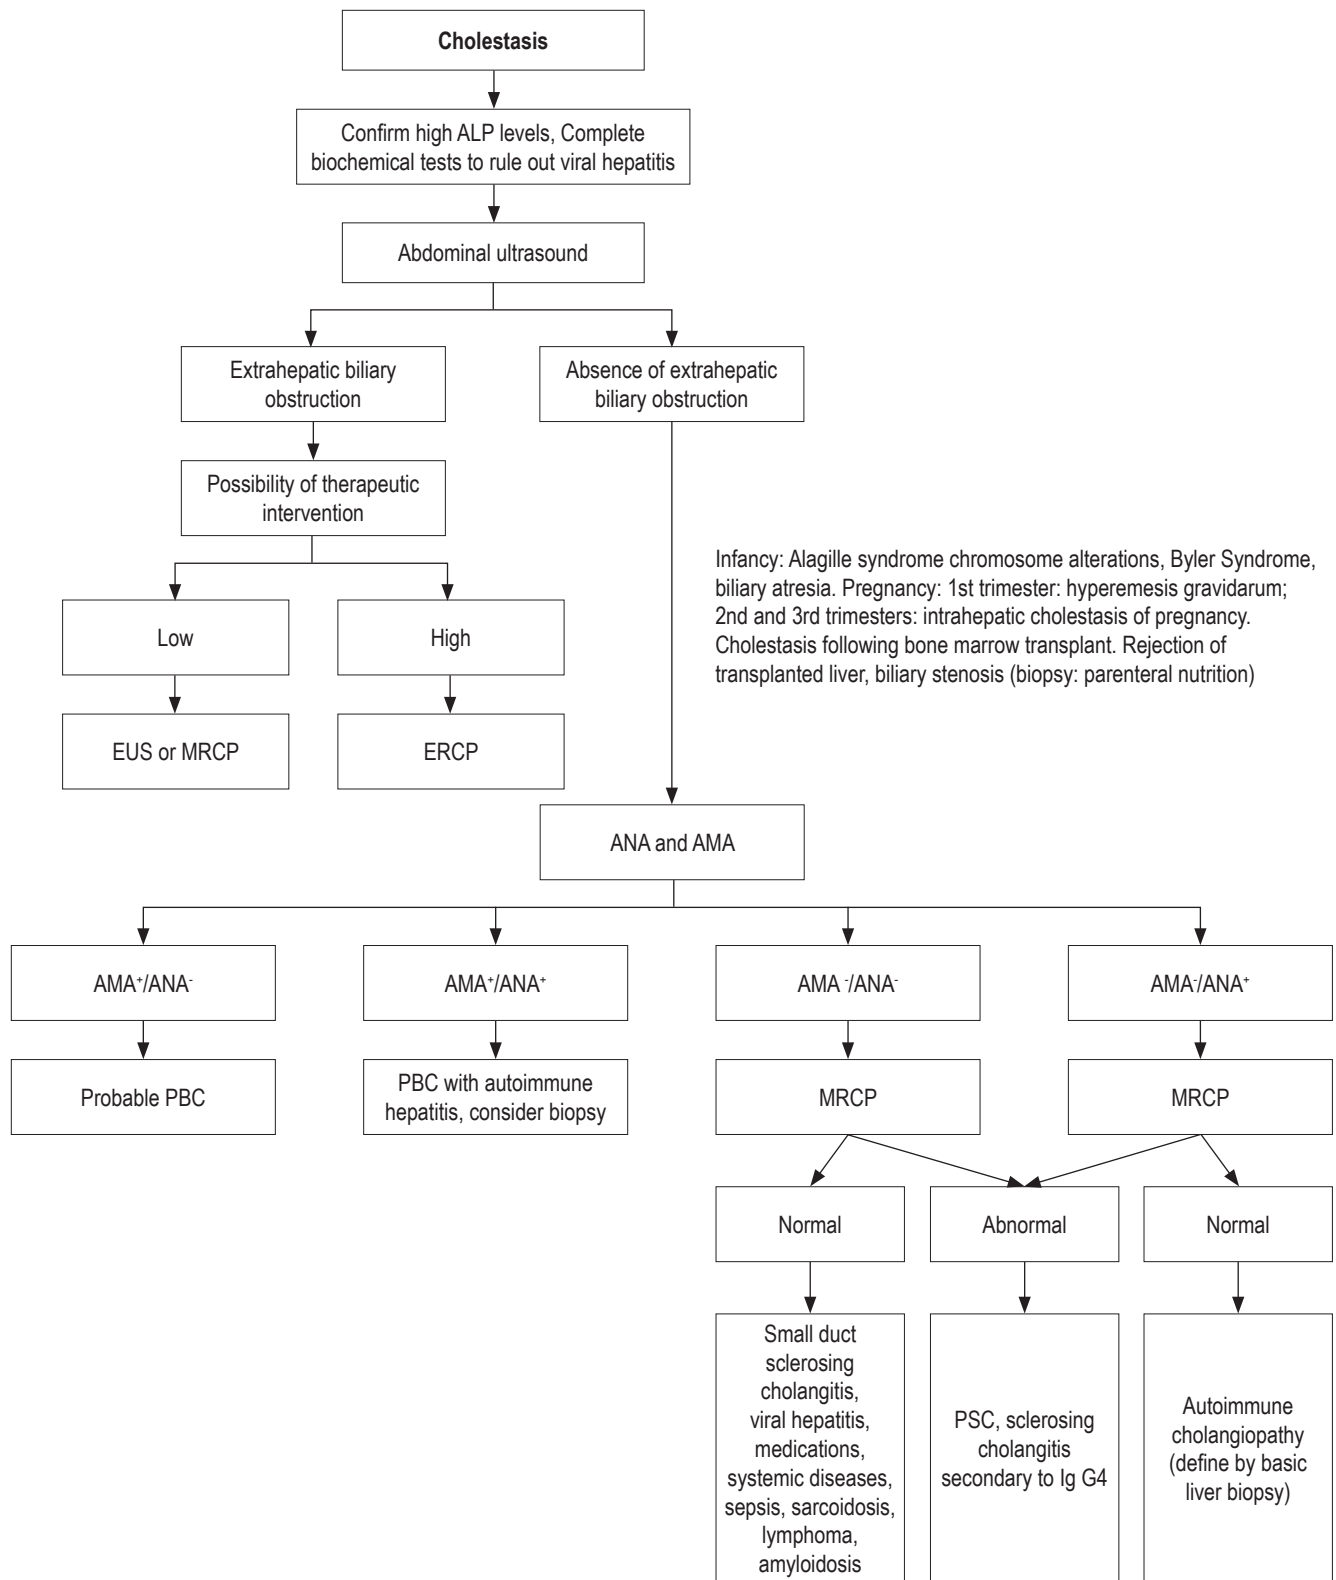 Cholestasis
Confirm high ALP levels, Complete
biochemical tests to rule out viral hepatitis
Abdominal ultrasound
Extrahepatic biliary
obstruction
Absence of extrahepatic
biliary obstruction
Possibility of therapeutic
intervention
Infancy: Alagille syndrome chromosome alterations, Byler Syndrome,
biliary atresia. Pregnancy: 1st trimester: hyperemesis gravidarum;
2nd and 3rd trimesters: intrahepatic cholestasis of pregnancy.
Cholestasis following bone marrow transplant. Rejection of
transplanted liver, biliary stenosis (biopsy: parenteral nutrition)
Low
High
EUS or MRCP
ERCP
ANA and AMA
AMA⁺/ANA⁻
AMA⁺/ANA⁺
AMA ⁻/ANA⁻
AMA⁻/ANA⁺
Probable PBC
PBC with autoimmune
hepatitis, consider biopsy
MRCP
MRCP
Normal
Abnormal
Normal
Small duct
sclerosing
cholangitis,
viral hepatitis,
medications,
systemic diseases,
sepsis, sarcoidosis,
lymphoma,
amyloidosis
PSC, sclerosing
cholangitis
secondary to Ig G4
Autoimmune
cholangiopathy
(define by basic
liver biopsy)